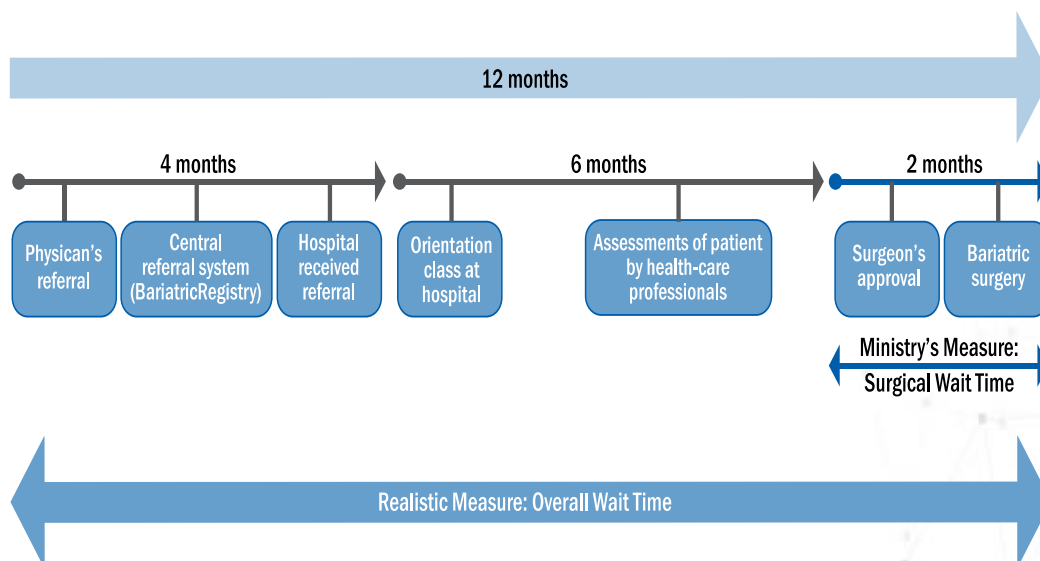 12 months
4 months
6 months
2 months
Physican's
referral
Central
referral system
(BariatricRegistry)
Hospital
received
referral
Orientation
class at
hospital
Assessments of patient
by health-care
professionals
Surgeon's
approval
Bariatric
surgery
Ministry's Measure:
Surgical Wait Time
Realistic Measure: Overall Wait Time